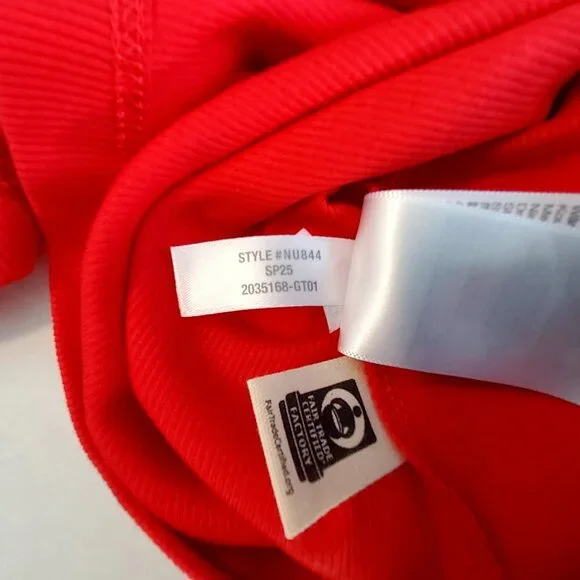 STYLE #NU844
SP25
2035168-GT01
FAIR TRADE
CERTIFIED
FACTORY
FairTradeCertified.org